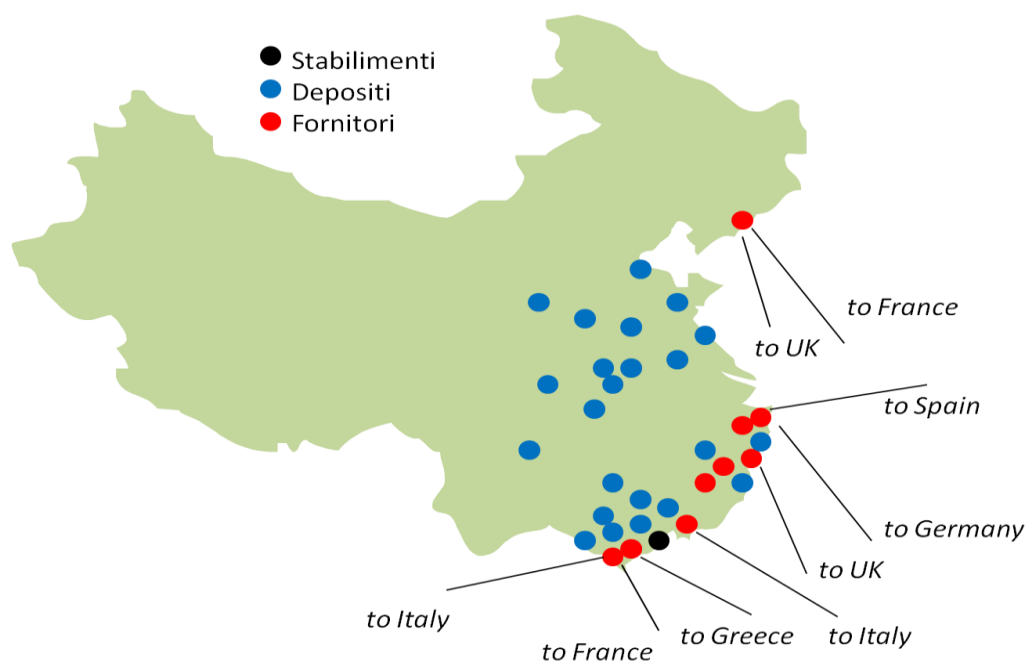 Stabilimenti
Depositi
Fornitori
to France
to UK
to Spain
to Germany
to UK
to Italy
to Greece
to Italy
to France